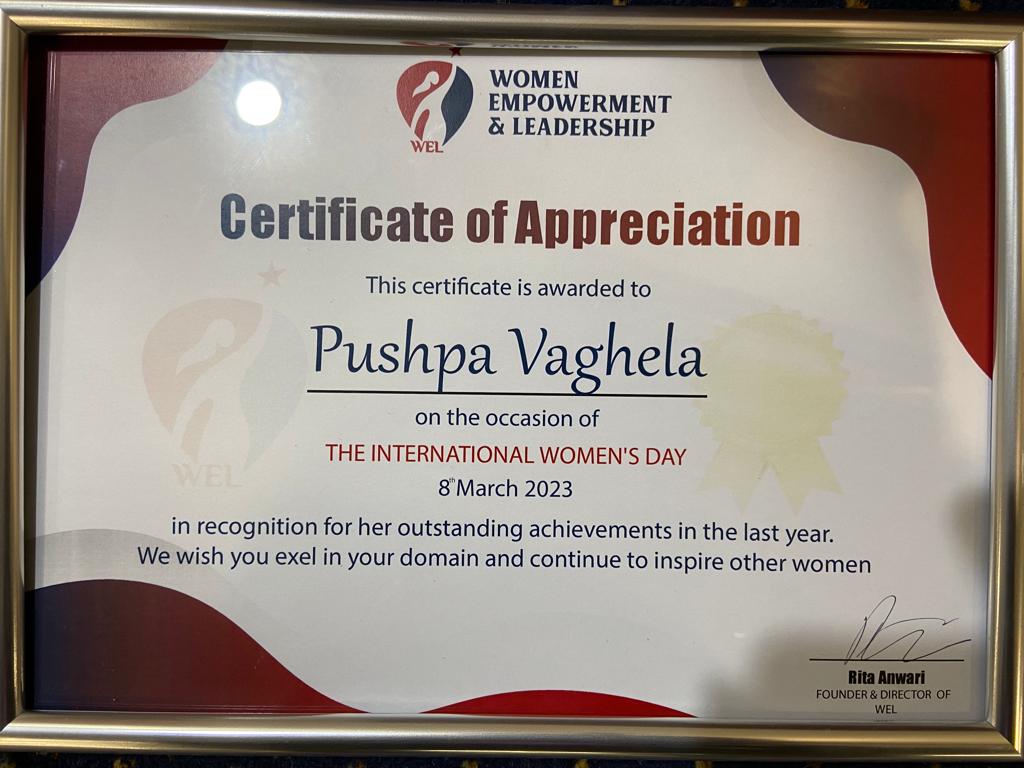 WOMEN
EMPOWERMENT
& LEADERSHIP
WEL
Certificate of Appreciation
This certificate is awarded to
Pushpa Vaghela
on the occasion of
THE INTERNATIONAL WOMEN'S DAY
8th March 2023
WEL
in recognition for her outstanding achievements in the last year.
We wish you exel in your domain and continue to inspire other women
Rita Anwari
FOUNDER & DIRECTOR OF
WEL